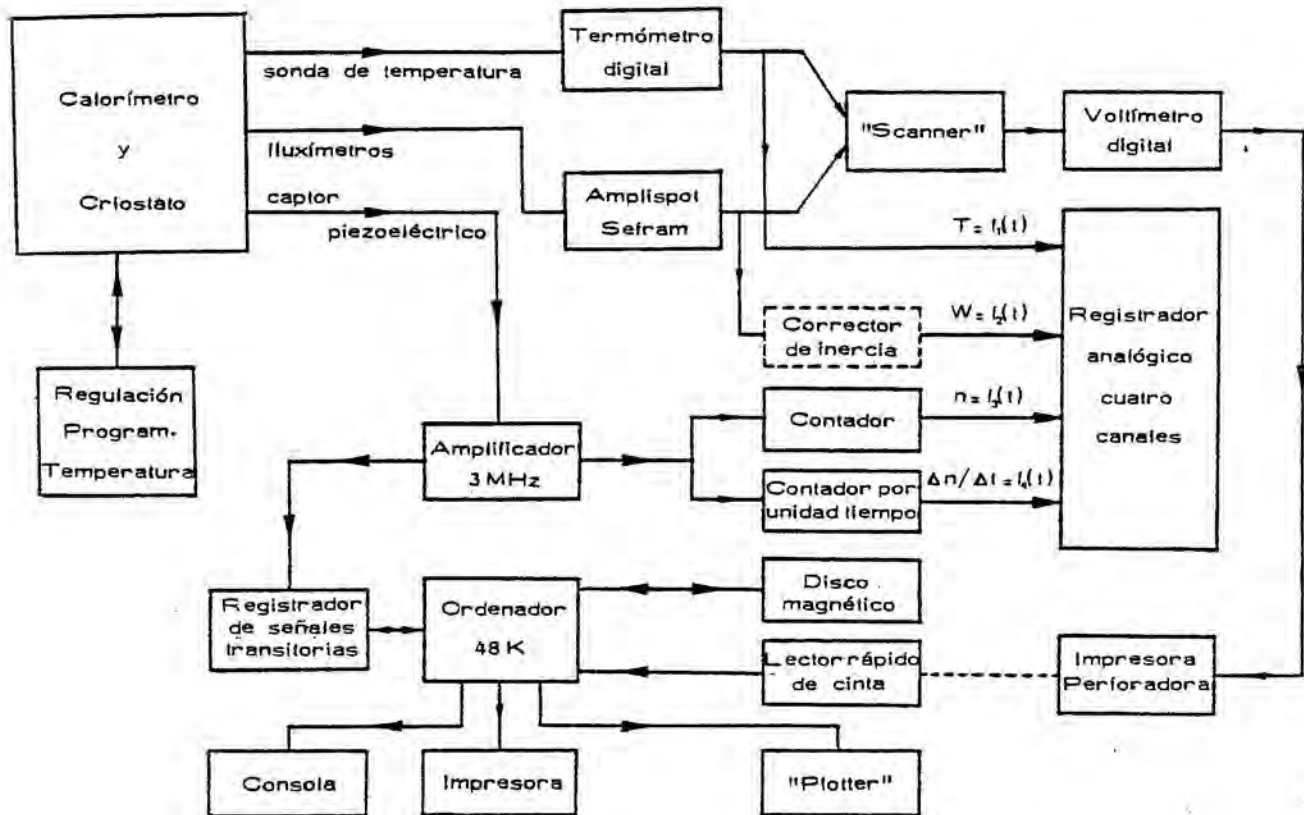 Calorímetro
y
Criostato
sonda de temperatura
fluxímetros
captor
piezoeléctrico
Termómetro
digital
Amplispot
Sefram
"Scanner"
Voltímetro
digital
T = f₁(t)
W = f₂(t)
n = f₃(t)
Δn/Δt = f₄(t)
Corrector
de inercia
Contador
Contador por
unidad tiempo
Registrador
analógico
cuatro
canales
Regulación
Program.
Temperatura
Amplificador
3 MHz
Registrador
de señales
transitorias
Ordenador
48 K
Disco
magnético
Lector rápido
de cinta
Impresora
Perforadora
Consola
Impresora
"Plotter"